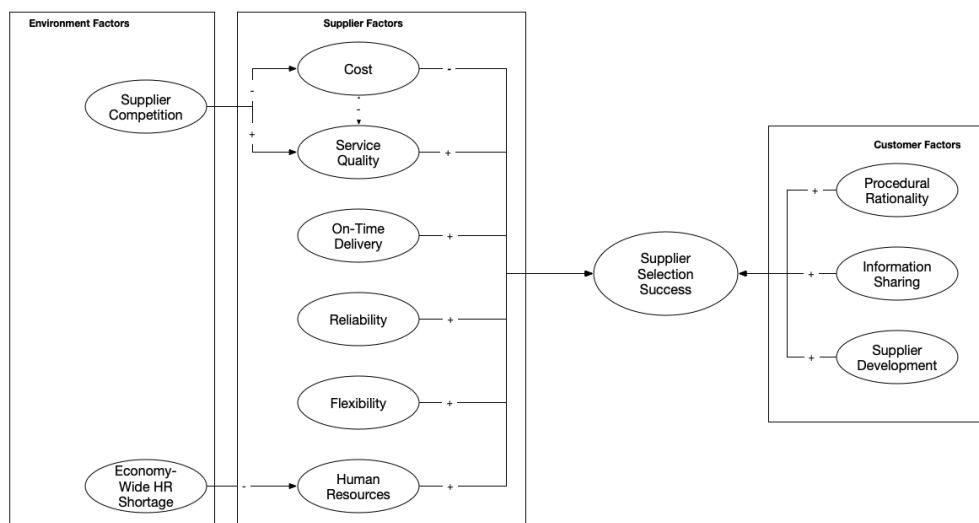 Environment Factors
Supplier Factors
Cost
-
-
Supplier
Competition
-
+
Service
Quality
+
Customer Factors
Procedural
Rationality
+
On-Time
Delivery
+
Supplier
Selection
Success
Information
Sharing
+
Reliability
+
Supplier
Development
+
Flexibility
+
Economy-
Wide HR
Shortage
-
Human
Resources
+